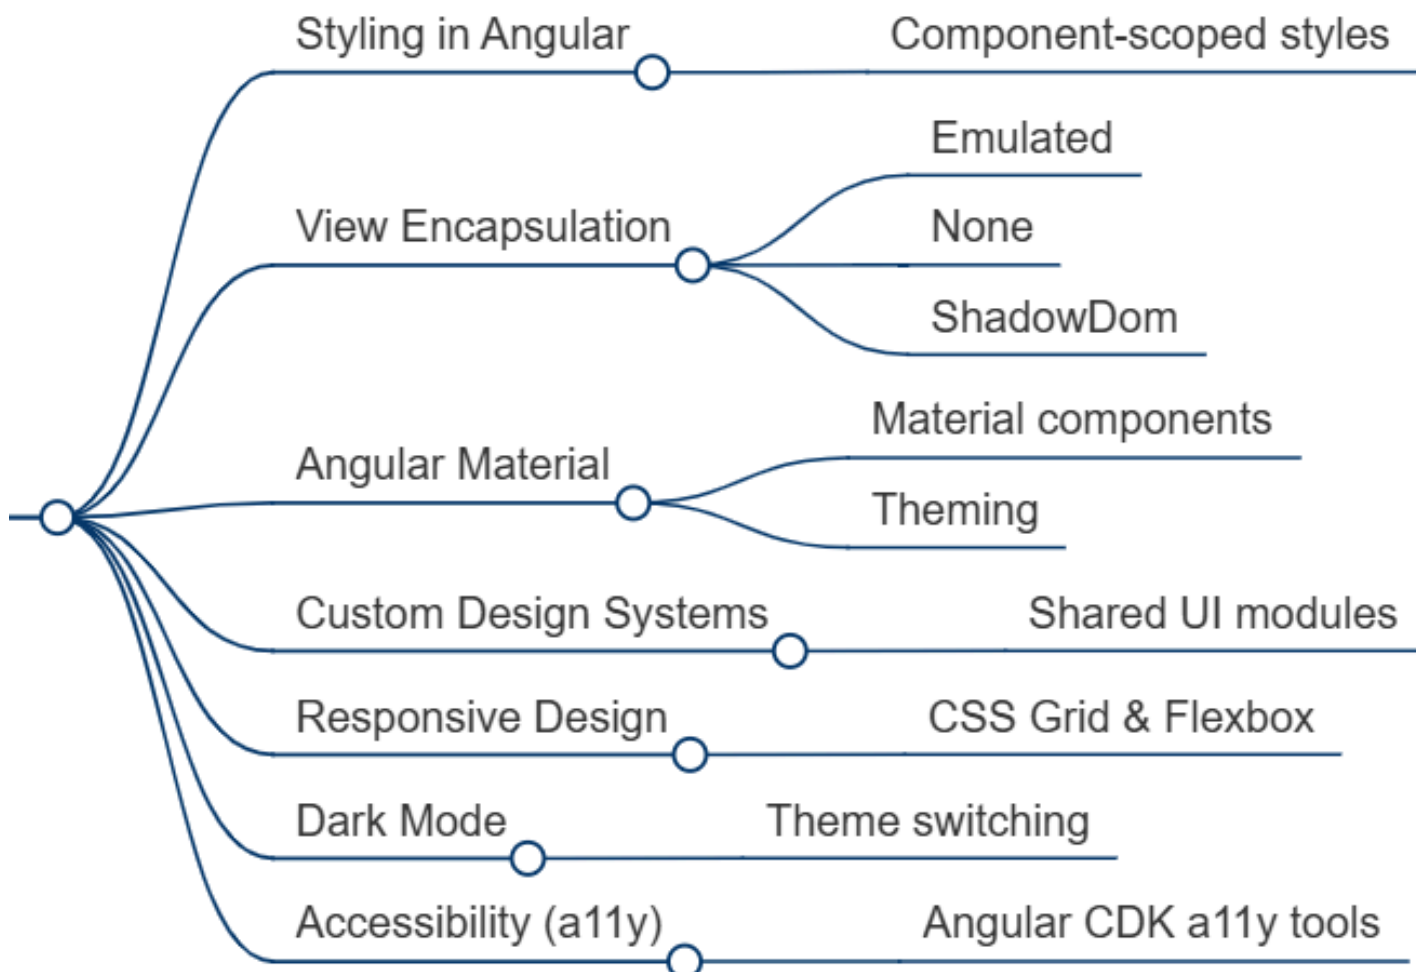 Styling in Angular
Component-scoped styles
View Encapsulation
Emulated
None
ShadowDom
Angular Material
Material components
Theming
Custom Design Systems
Shared UI modules
Responsive Design
CSS Grid & Flexbox
Dark Mode
Theme switching
Accessibility (a11y)
Angular CDK a11y tools